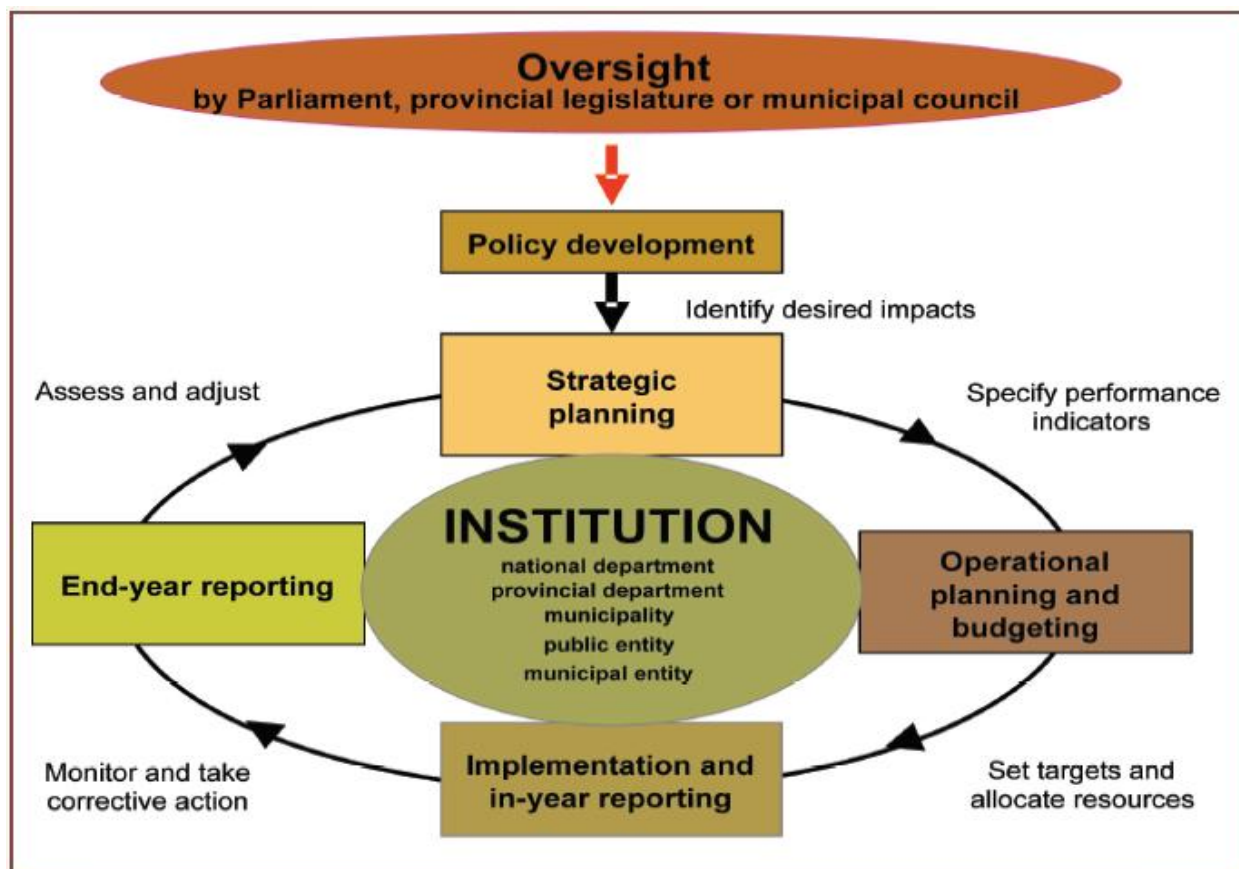 Oversight
by Parliament, provincial legislature or municipal council
Policy development
Identify desired impacts
Strategic
planning
Assess and adjust
Specify performance
indicators
INSTITUTION
national department
provincial department
municipality
public entity
municipal entity
End-year reporting
Operational
planning and
budgeting
Implementation and
in-year reporting
Monitor and take
corrective action
Set targets and
allocate resources